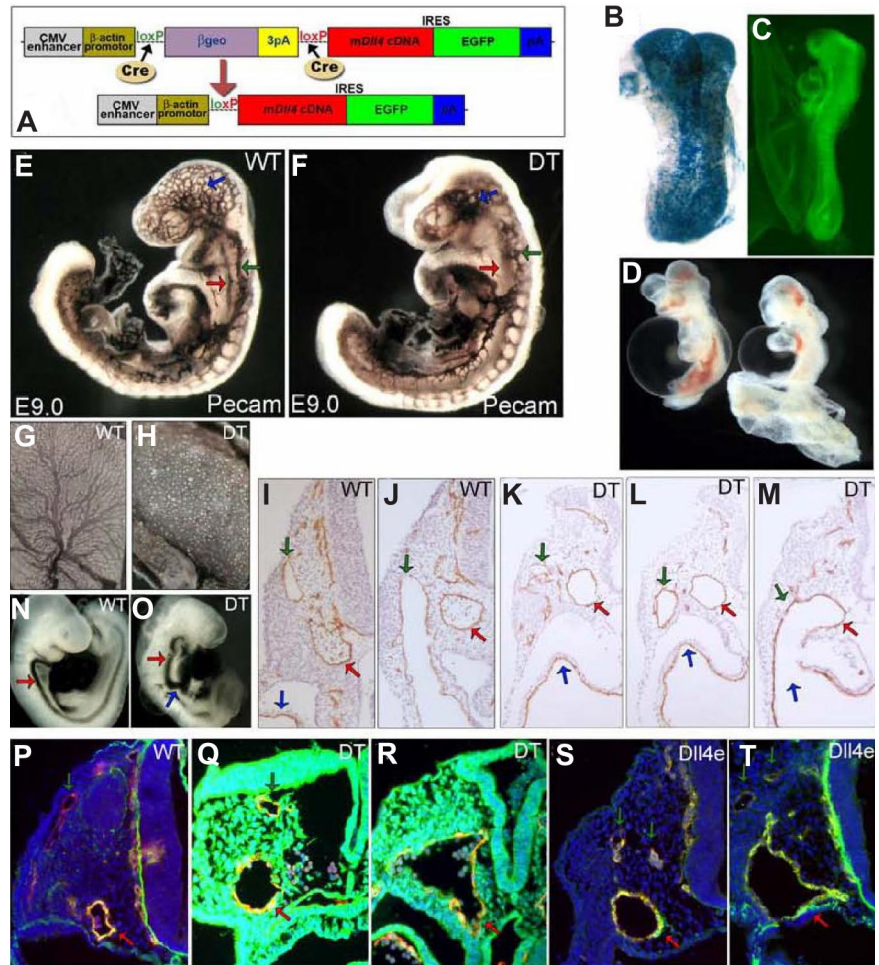 IRES
CMV enhancer β-actin promotor loxP βgeo 3pA loxP mDll4 cDNA EGFP pA
Cre Cre
IRES
CMV enhancer β-actin promotor loxP mDll4 cDNA EGFP pA
A
B
C
D
E WT
E9.0 Pecam
F DT
E9.0 Pecam
G WT
H DT
I WT
J WT
K DT
L DT
M DT
N WT
O DT
P WT
Q DT
R DT
S Dll4e
T Dll4e